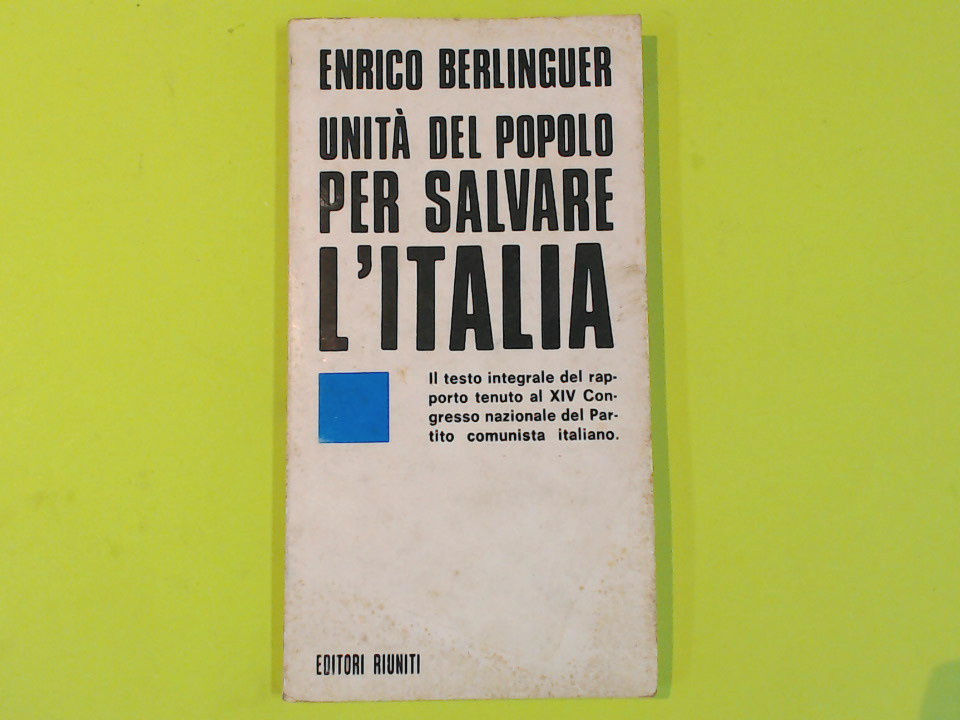 ENRICO BERLINGUER
UNITÀ DEL POPOLO
PER SALVARE
L'ITALIA
Il testo integrale del rap-
porto tenuto al XIV Con-
gresso nazionale del Par-
tito comunista italiano.
EDITORI RIUNITI